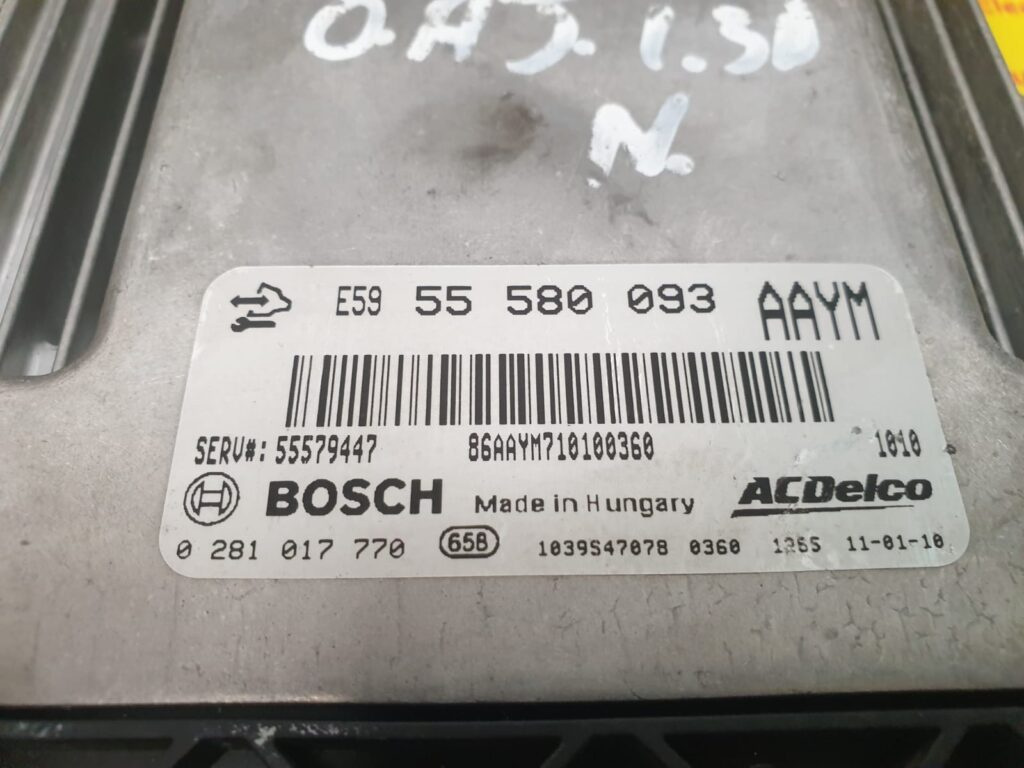 O.AJ. 1.3D
N.
E59 55 580 093 AAYM
SERV#: 55579447 86AAYM710100360 1010
BOSCH Made in Hungary ACDelco
0 281 017 770 658 1039S47078 0360 1265 11-01-10